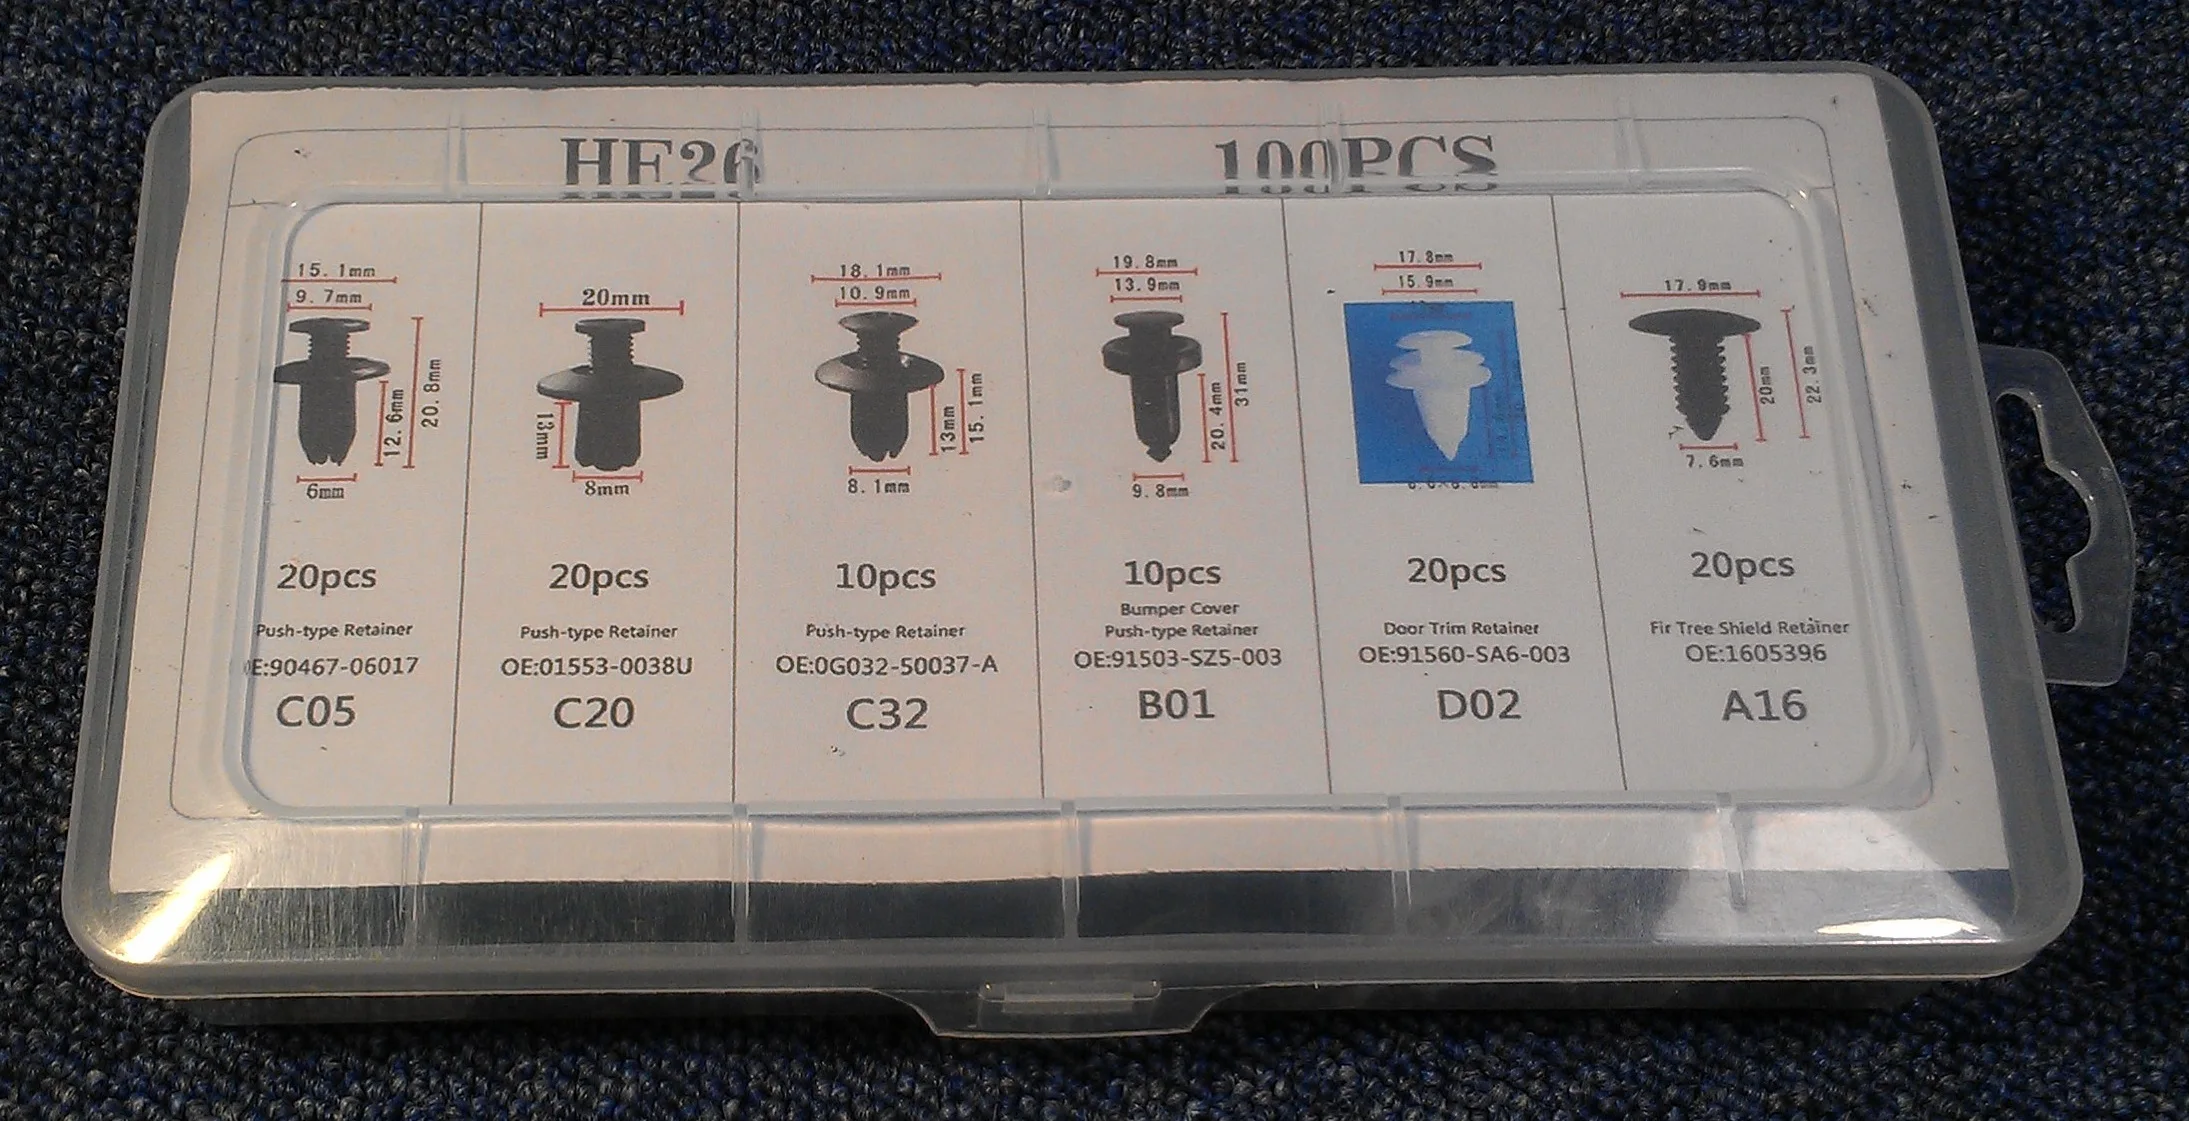 HE26 100PCS
15.1mm
9.7mm
12.6mm
20.8mm
6mm
20pcs
Push-type Retainer
E:90467-06017
C05
20mm
13mm
8mm
20pcs
Push-type Retainer
OE:01553-0038U
C20
18.1mm
10.9mm
13mm
15.1mm
8.1mm
10pcs
Push-type Retainer
OE:0G032-50037-A
C32
19.8mm
13.9mm
20.4mm
31mm
9.8mm
10pcs
Bumper Cover
Push-type Retainer
OE:91503-SZ5-003
B01
17.8mm
15.9mm
20pcs
Door Trim Retainer
OE:91560-SA6-003
D02
17.9mm
20mm
22.3mm
7.6mm
20pcs
Fir Tree Shield Retainer
OE:1605396
A16